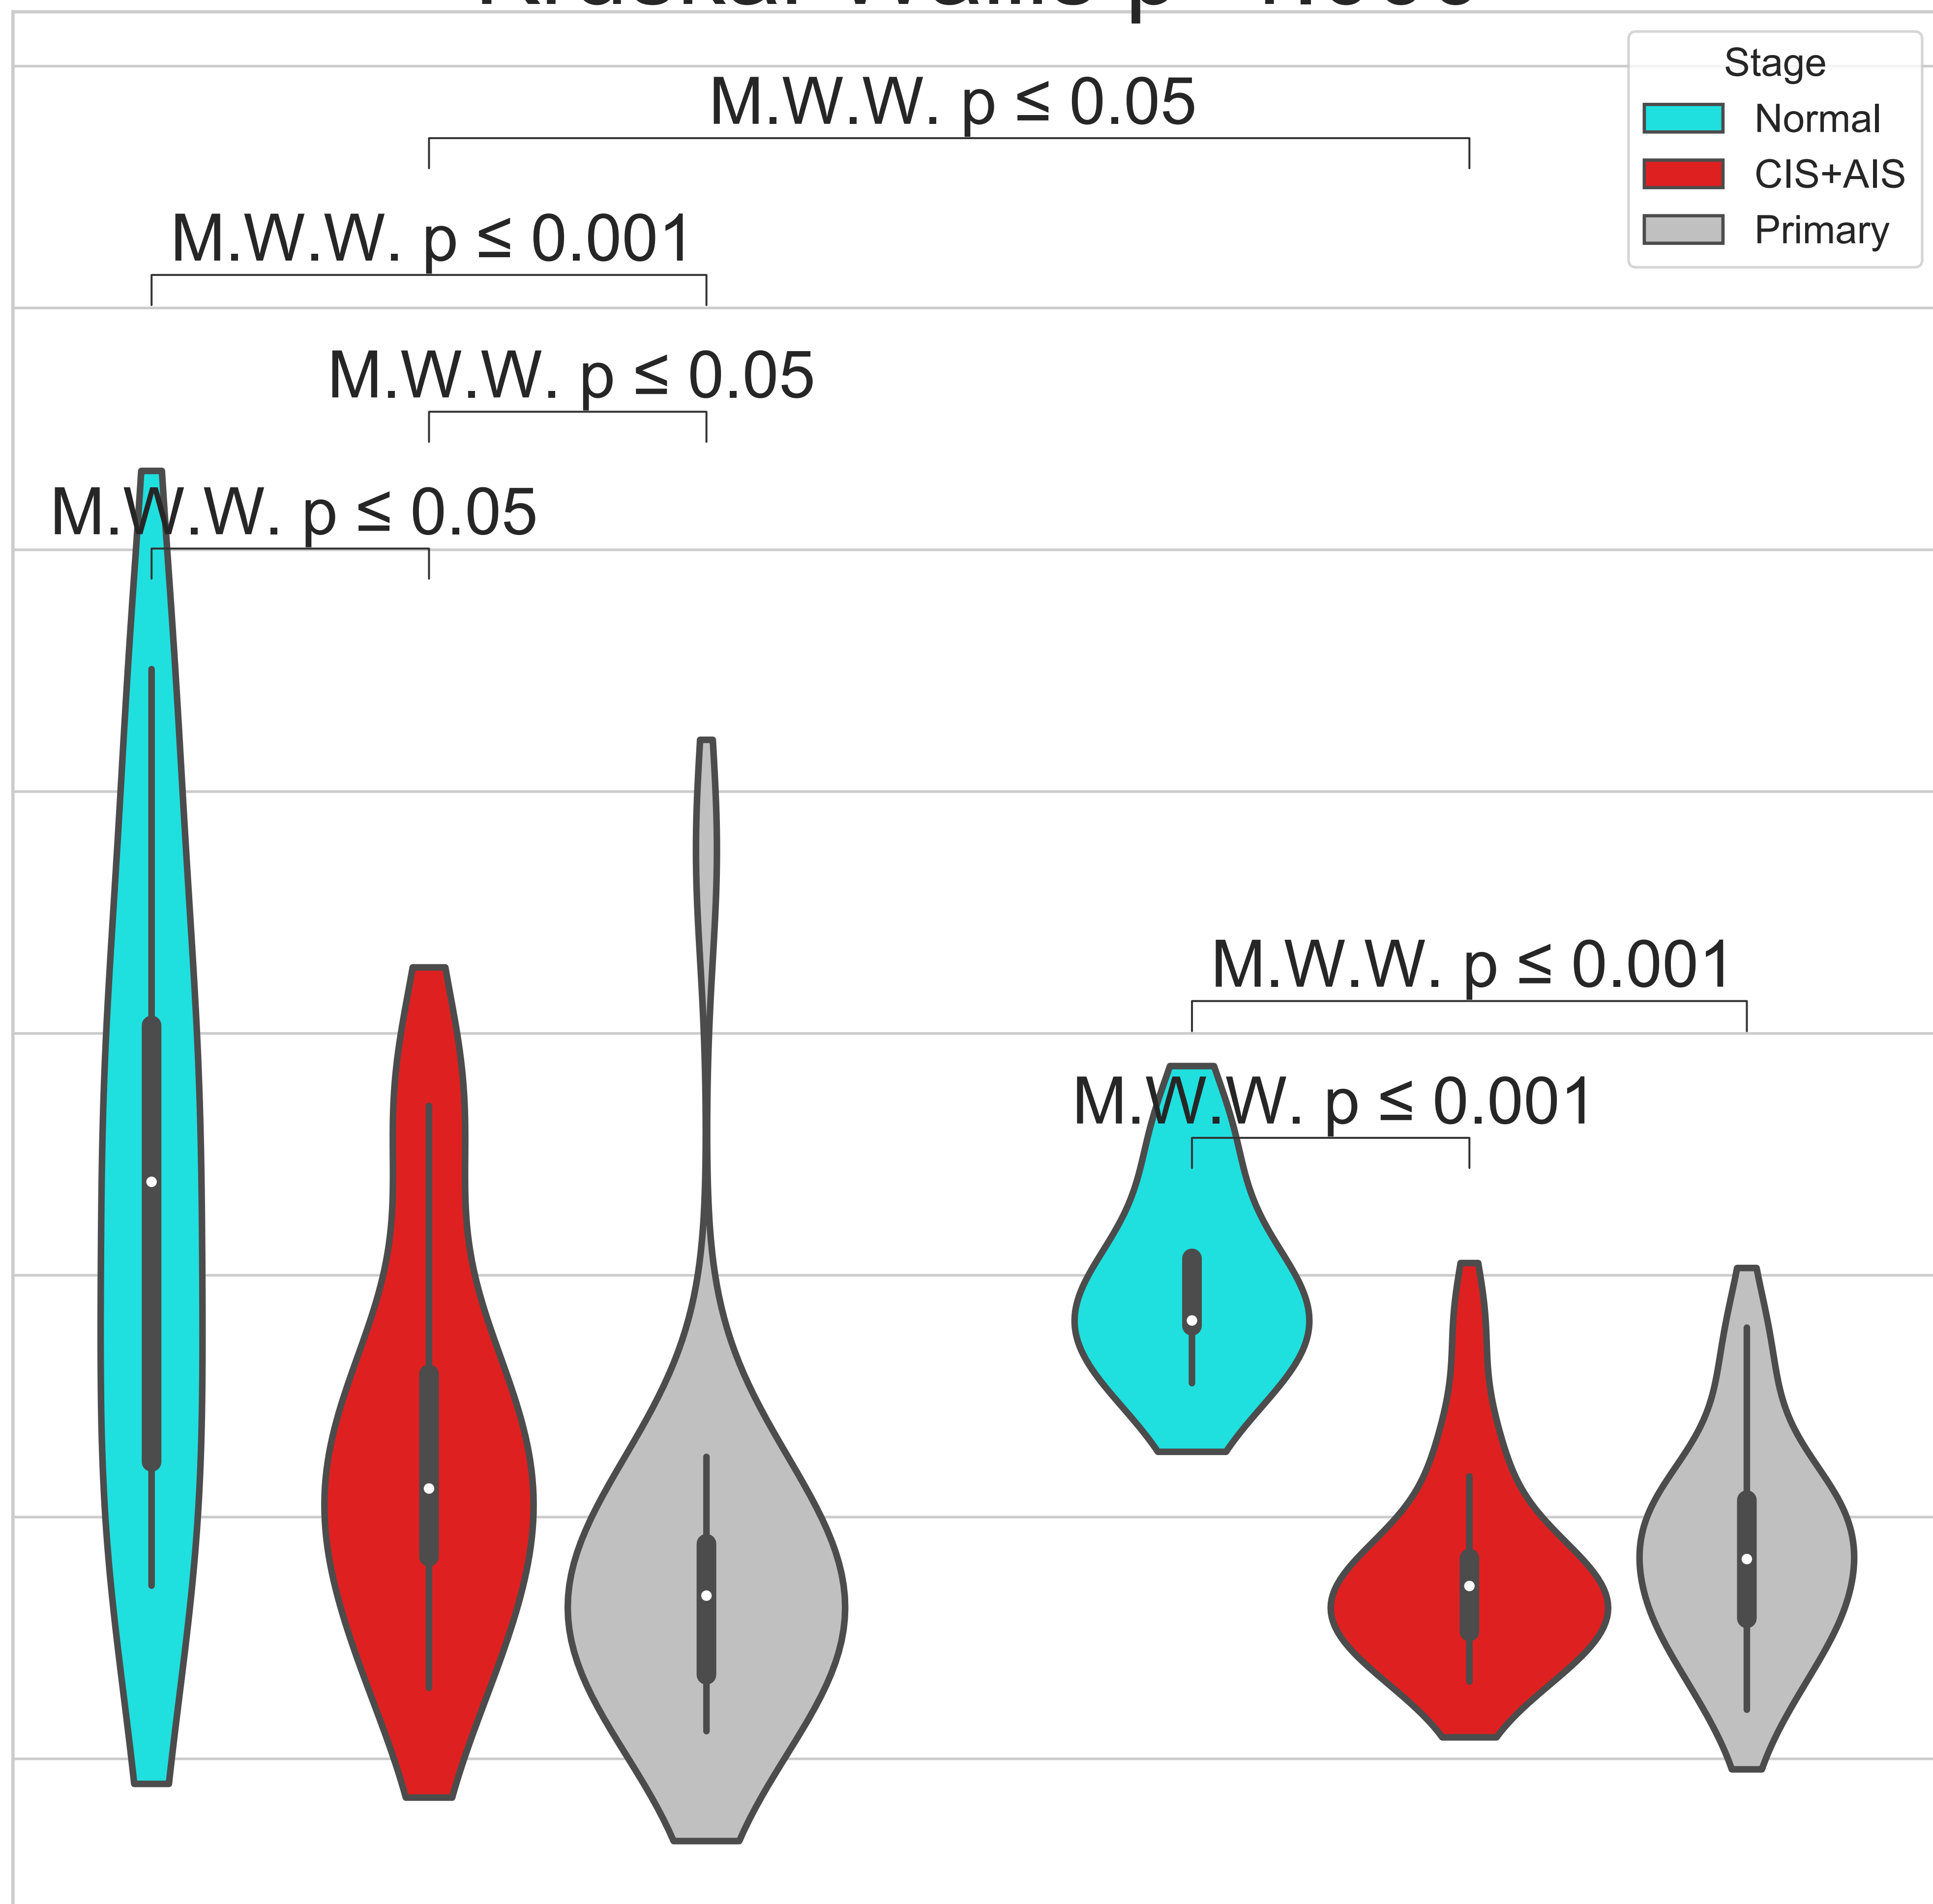 Stage
Normal
CIS+AIS
Primary
M.W.W. p ≤ 0.05
M.W.W. p ≤ 0.001
M.W.W. p ≤ 0.05
M.W.W. p ≤ 0.05
M.W.W. p ≤ 0.001
M.W.W. p ≤ 0.001